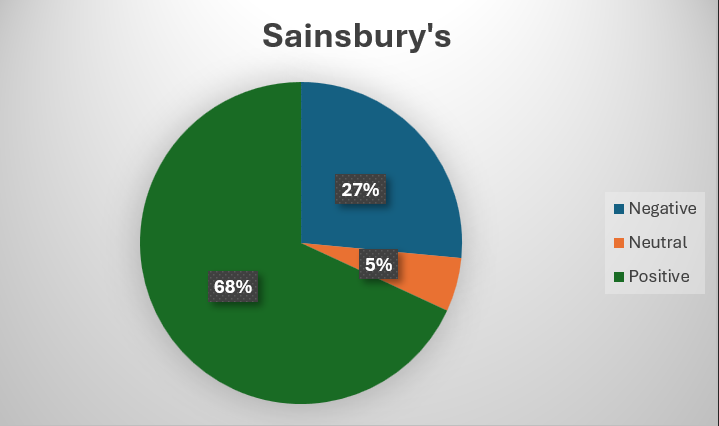 Sainsbury's
27%
5%
68%
Negative
Neutral
Positive